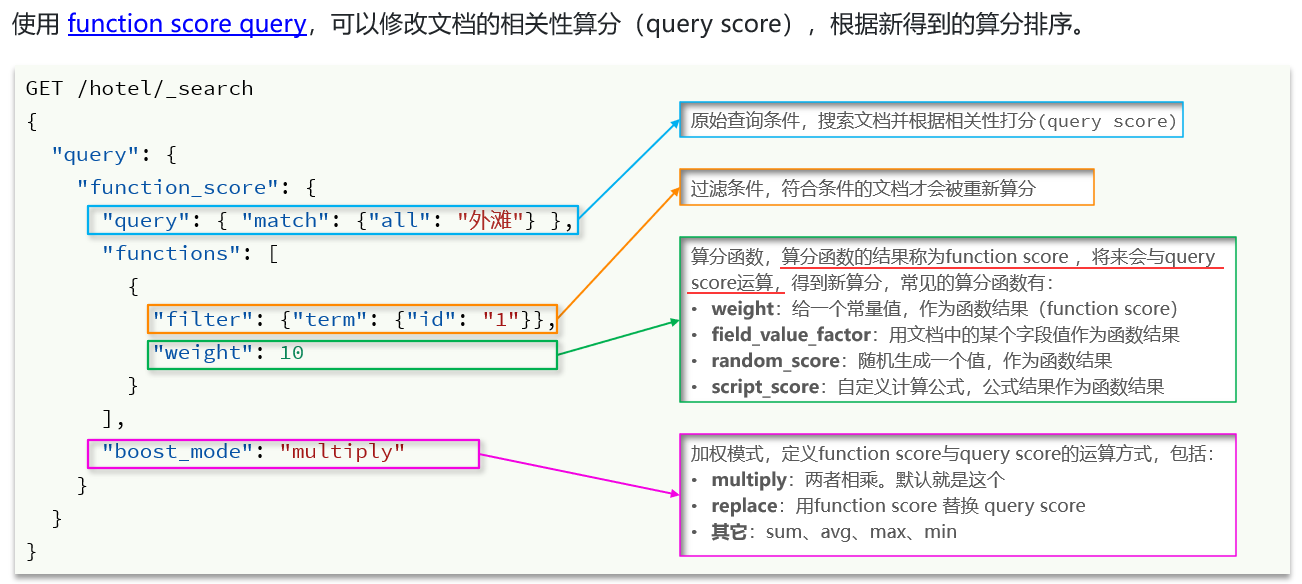 使用 function score query，可以修改文档的相关性算分（query score），根据新得到的算分排序。
GET /hotel/_search
{
"query": {
"function_score": {
"query": { "match": {"all": "外滩"} },
"functions": [
{
"filter": {"term": {"id": "1"}},
"weight": 10
}
],
"boost_mode": "multiply"
}
}
}
原始查询条件，搜索文档并根据相关性打分(query score)
过滤条件，符合条件的文档才会被重新算分
算分函数，算分函数的结果称为function score ，将来会与query
score运算，得到新算分，常见的算分函数有：
• weight：给一个常量值，作为函数结果（function score）
• field_value_factor：用文档中的某个字段值作为函数结果
• random_score：随机生成一个值，作为函数结果
• script_score：自定义计算公式，公式结果作为函数结果
加权模式，定义function score与query score的运算方式，包括：
• multiply：两者相乘。默认就是这个
• replace：用function score 替换 query score
• 其它：sum、avg、max、min